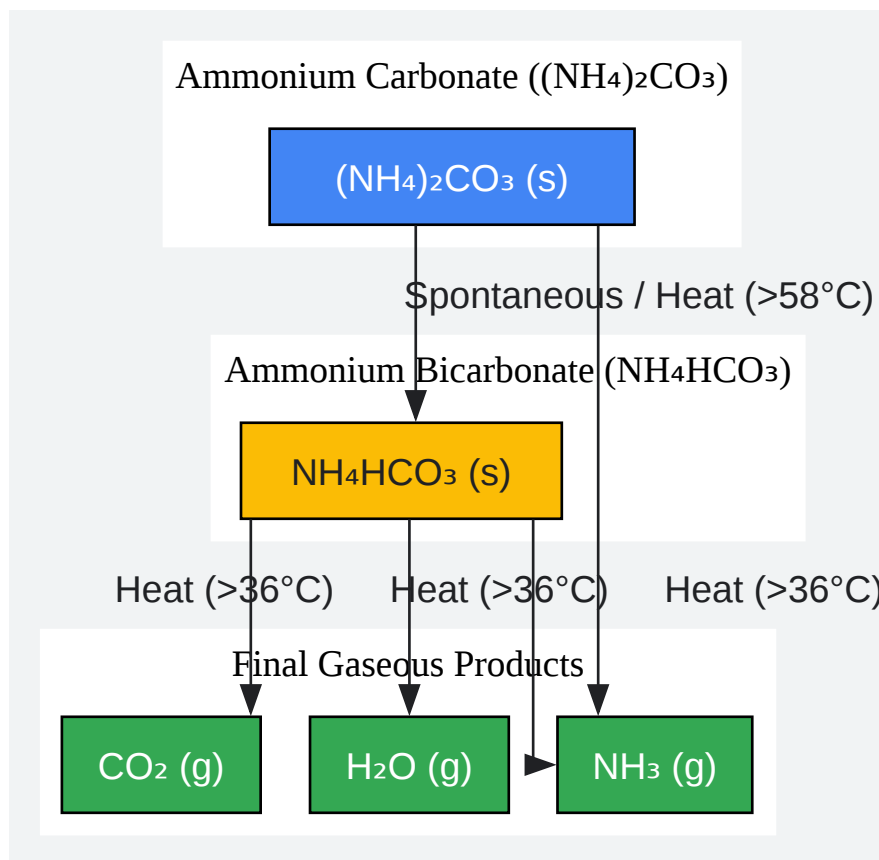 Ammonium Carbonate ((NH₄)₂CO₃)
(NH₄)₂CO₃ (s)
Spontaneous / Heat (>58°C)
Ammonium Bicarbonate (NH₄HCO₃)
NH₄HCO₃ (s)
Heat (>36°C) Heat (>36°C) Heat (>36°C)
Final Gaseous Products
CO₂ (g) H₂O (g) NH₃ (g)